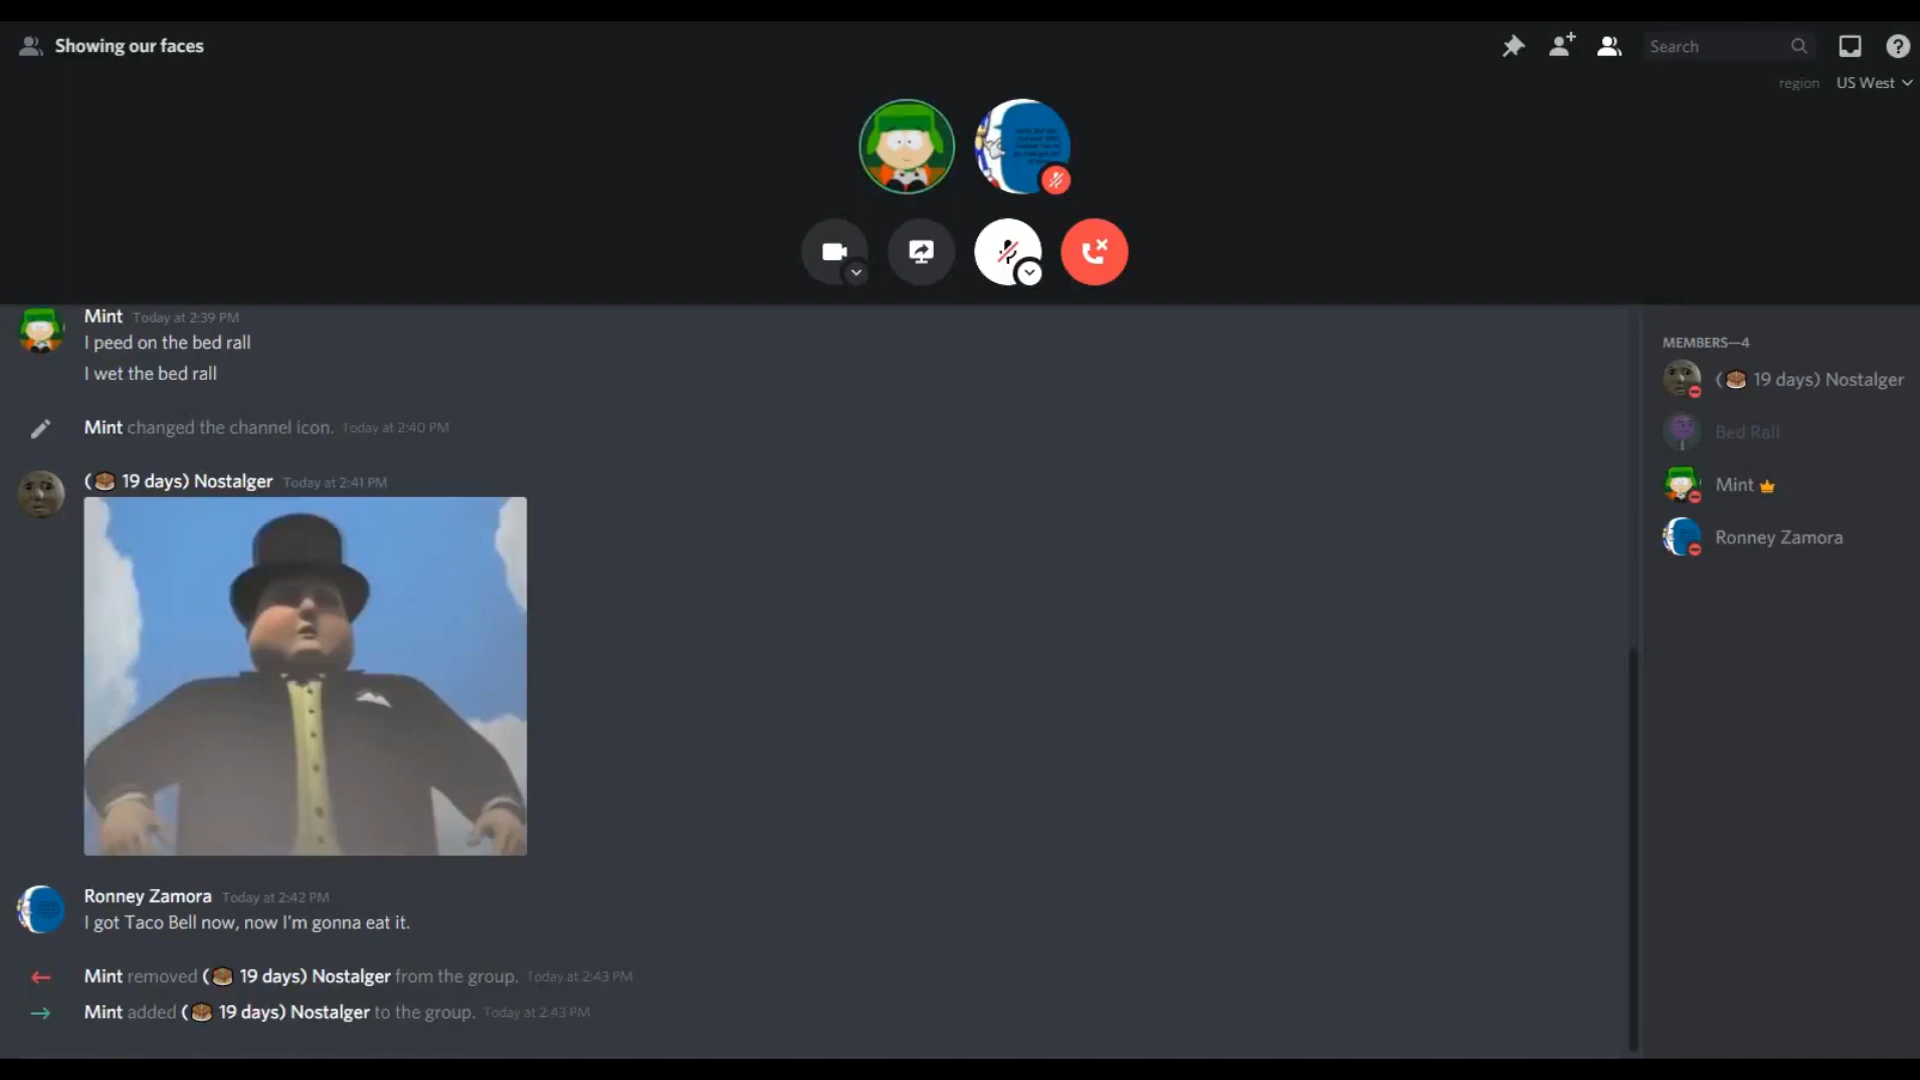 Showing our faces
Search
region US West
Mint Today at 2:39 PM
I peed on the bed rall
I wet the bed rall
Mint changed the channel icon. Today at 2:40 PM
( 19 days) Nostalger Today at 2:41 PM
Ronney Zamora Today at 2:42 PM
I got Taco Bell now, now I'm gonna eat it.
Mint removed ( 19 days) Nostalger from the group. Today at 2:43 PM
Mint added ( 19 days) Nostalger to the group. Today at 2:43 PM
MEMBERS—4
( 19 days) Nostalger
Bed Rall
Mint
Ronney Zamora